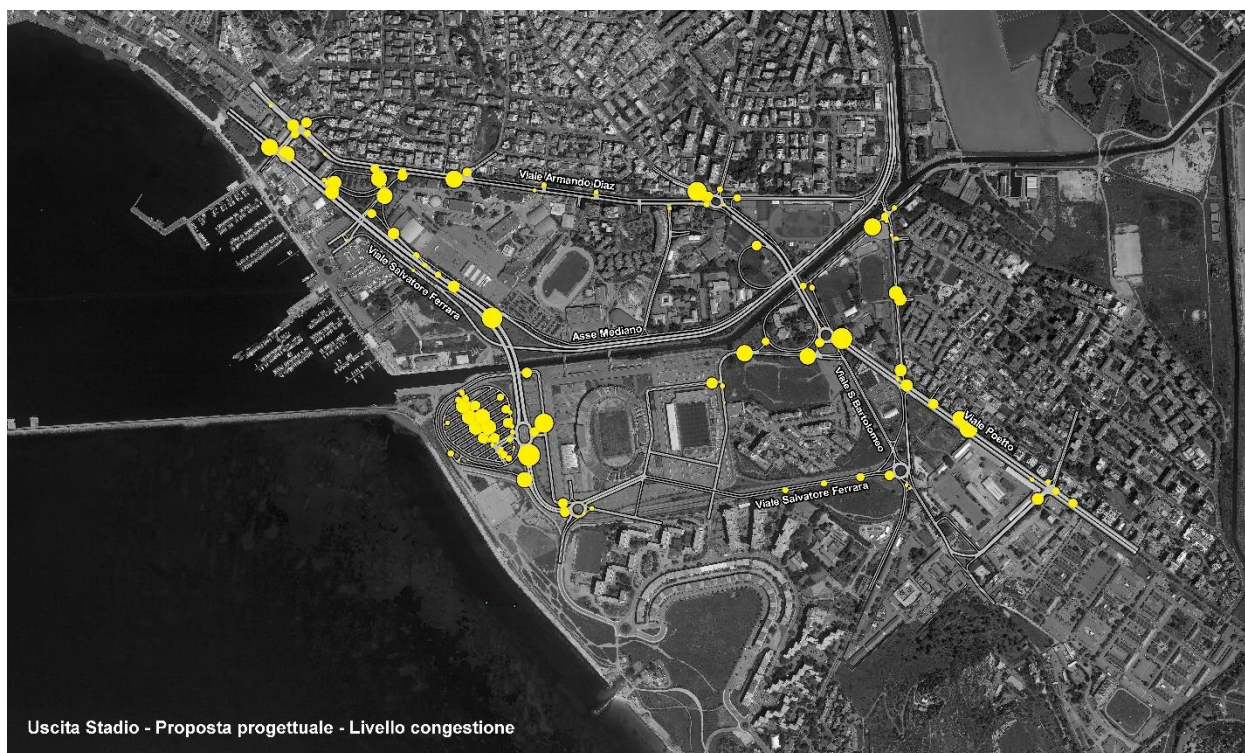 Viale Armando Diaz
Viale Salvatore Ferrara
Asse Mediano
Viale S.Bartolomeo
Viale Poetto
Viale Salvatore Ferrara
Uscita Stadio - Proposta progettuale - Livello congestione